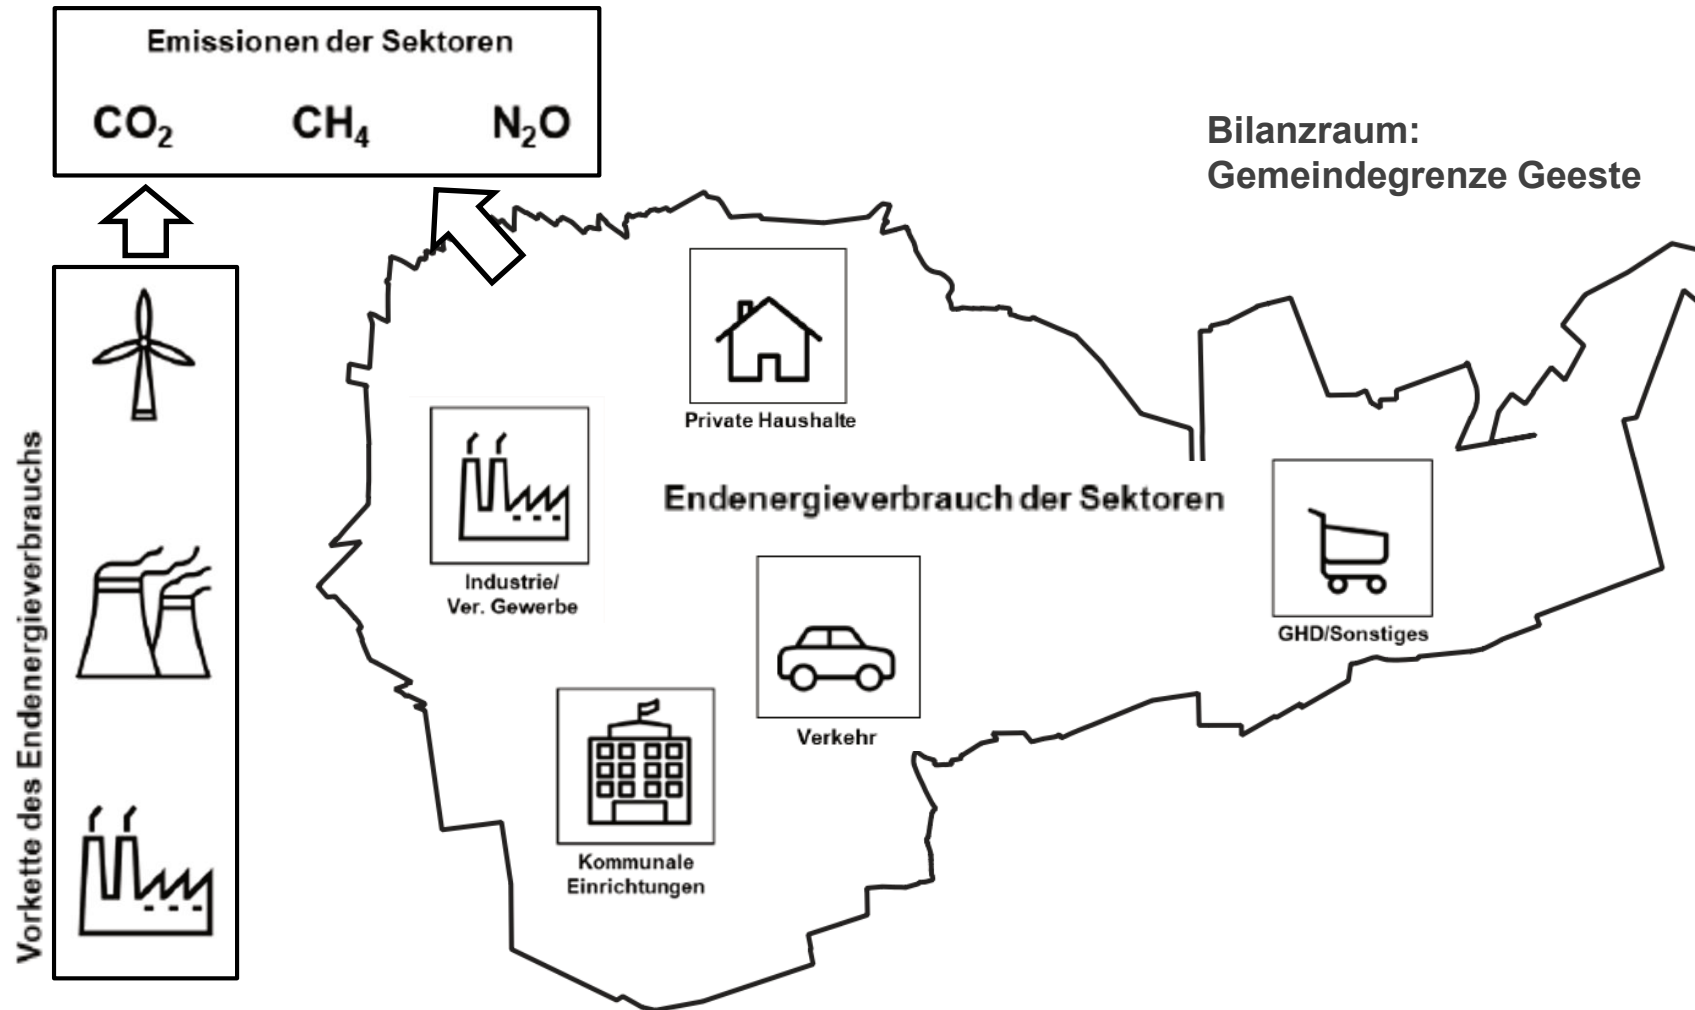 Emissionen der Sektoren
CO₂ CH₄ N₂O
Bilanzraum:
Gemeindegrenze Geeste
Vorkette des Endenergieverbrauchs
Private Haushalte
Endenergieverbrauch der Sektoren
Industrie/
Ver. Gewerbe
GHD/Sonstiges
Verkehr
Kommunale
Einrichtungen